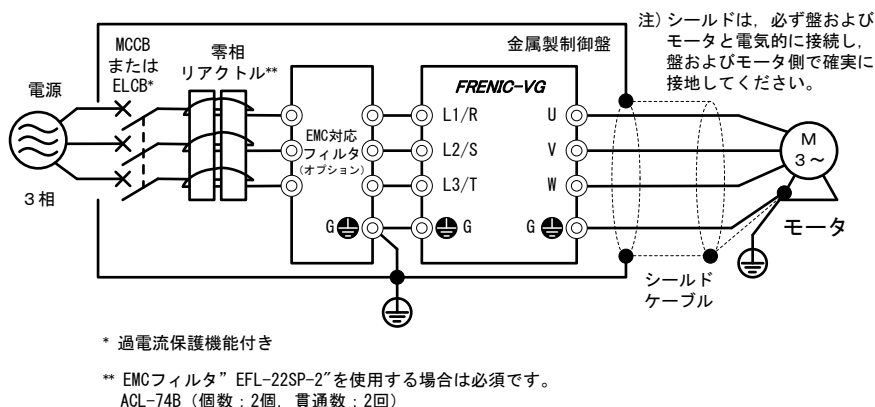 注) シールドは，必ず盤および
モータと電気的に接続し，
盤およびモータ側で確実に
接地してください。
金属製制御盤
MCCB
または
ELCB*
零相
リアクトル**
電源
3相
EMC対応
フィルタ
(オプション)
G
FRENIC-VG
L1/R
L2/S
L3/T
G
U
V
W
G
M
3～
モータ
シールド
ケーブル
* 過電流保護機能付き
** EMCフィルタ”EFL-22SP-2″を使用する場合は必須です。
ACL-74B（個数：2個，貫通数：2回）